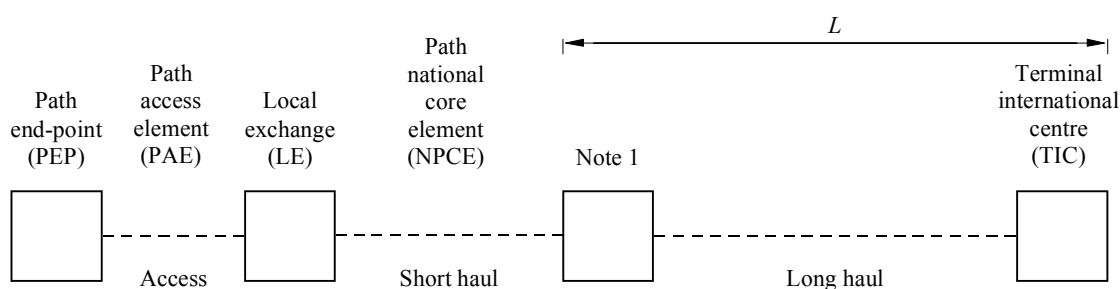 L
Path
end-point
(PEP)
Path
access
element
(PAE)
Local
exchange
(LE)
Path
national
core
element
(NPCE)
Note 1
Terminal
international
centre
(TIC)
Access
Short haul
Long haul